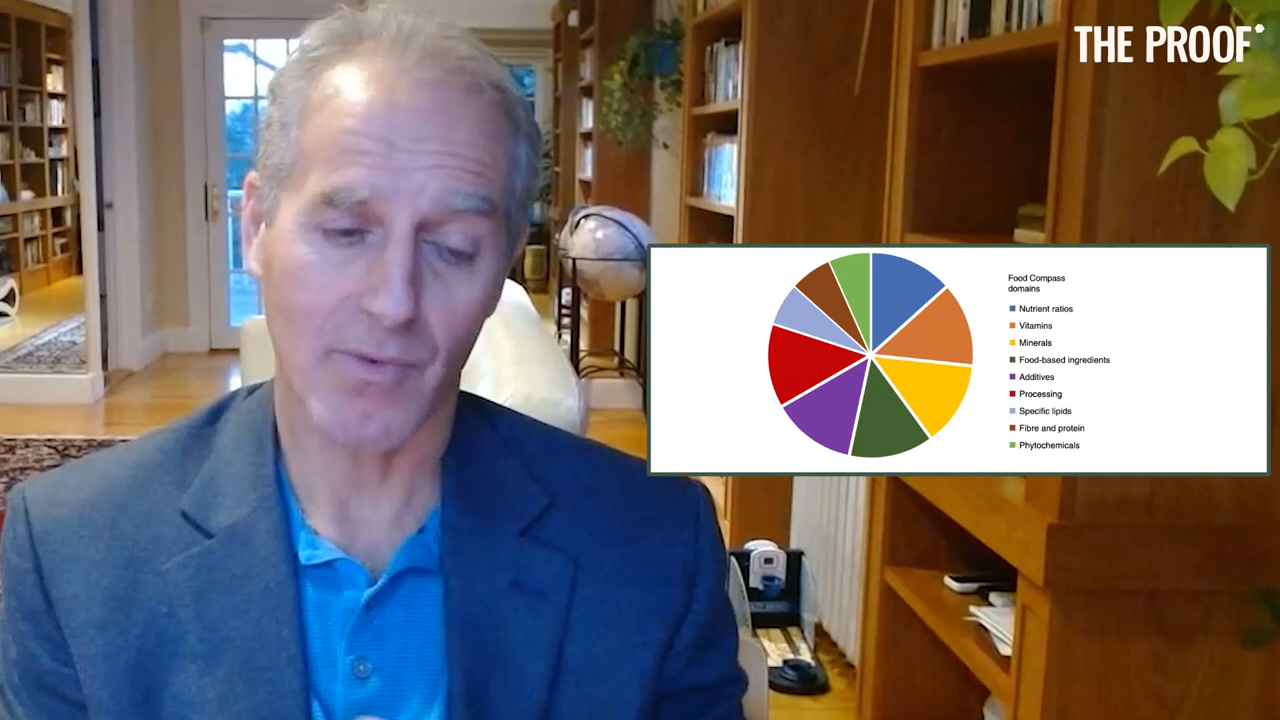 THE PROOF
Food Compass
domains
Nutrient ratios
Vitamins
Minerals
Food-based ingredients
Additives
Processing
Specific lipids
Fibre and protein
Phytochemicals